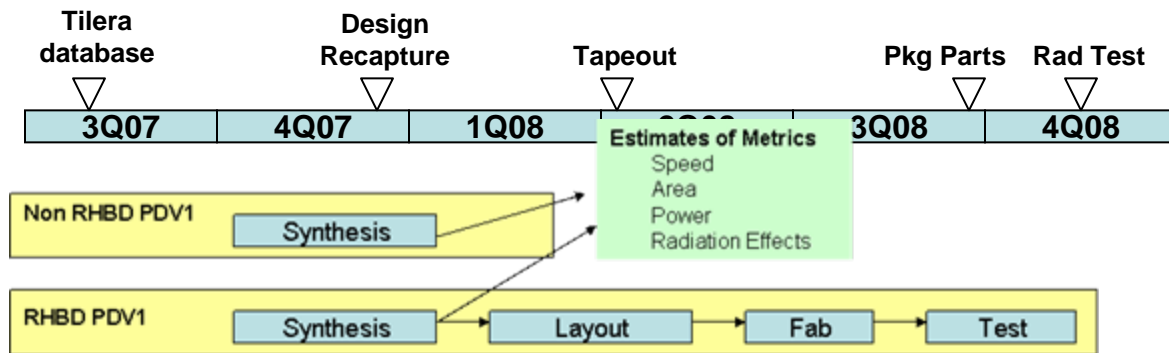 Tilera
database
Design
Recapture
Tapeout
Pkg Parts
Rad Test
3Q07
4Q07
1Q08
3Q08
4Q08
Estimates of Metrics
Speed
Area
Power
Radiation Effects
Non RHBD PDV1
Synthesis
RHBD PDV1
Synthesis
Layout
Fab
Test